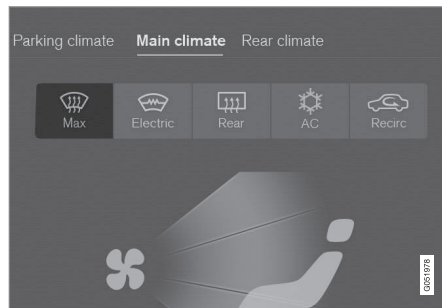 Parking climate Main climate Rear climate
Max Electric Rear AC Recirc
G051978